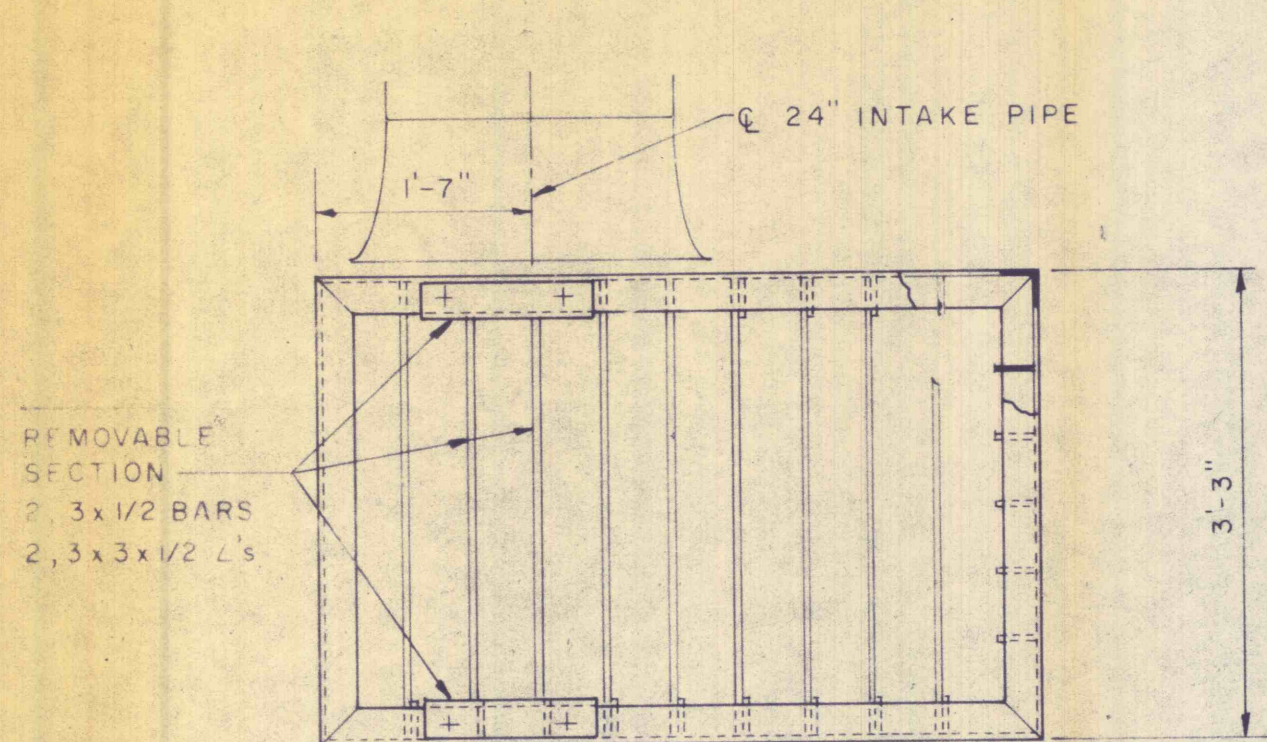 ℄ 24" INTAKE PIPE
1'-7"
REMOVABLE
SECTION
2, 3 x 1/2 BARS
2, 3 x 3 x 1/2 L's
3'-3"